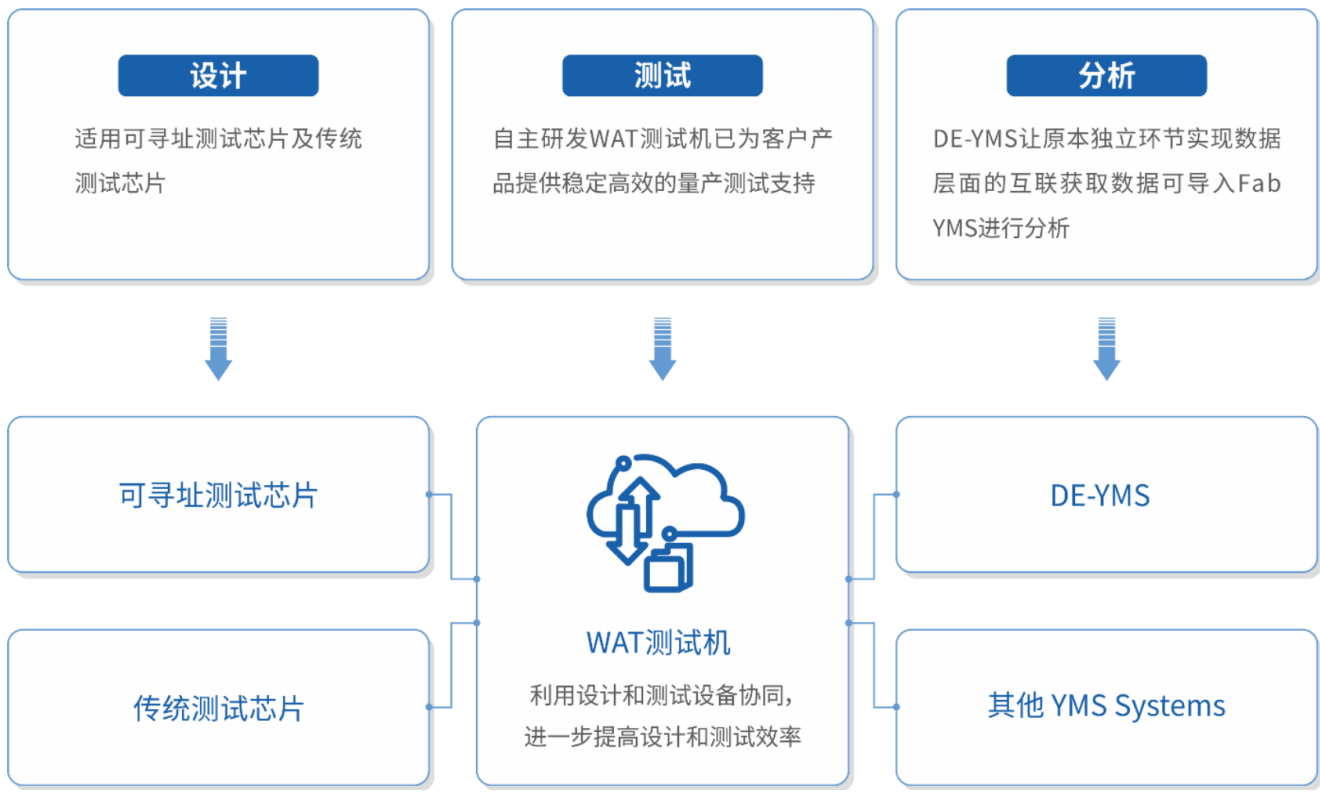 设计
适用可寻址测试芯片及传统
测试芯片
测试
自主研发WAT测试机已为客户产
品提供稳定高效的量产测试支持
分析
DE-YMS让原本独立环节实现数据
层面的互联获取数据可导入Fab
YMS进行分析
可寻址测试芯片
传统测试芯片
WAT测试机
利用设计和测试设备协同,
进一步提高设计和测试效率
DE-YMS
其他 YMS Systems